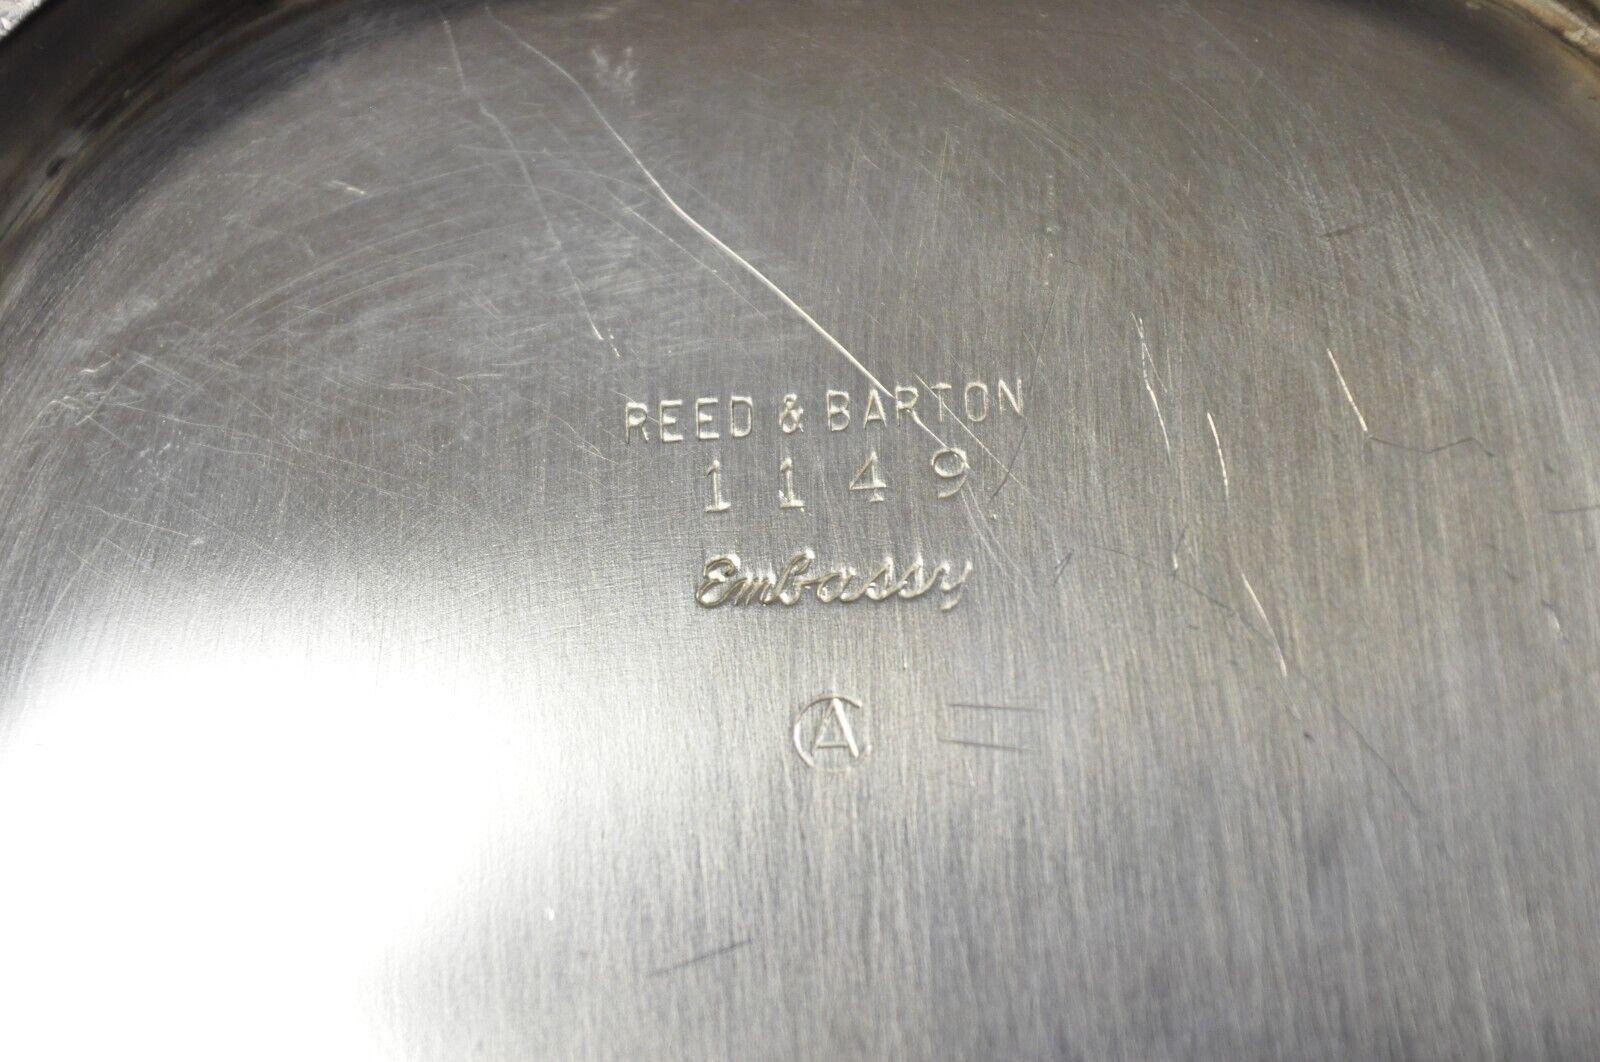 REED & BARTON
1149
Embassy
A